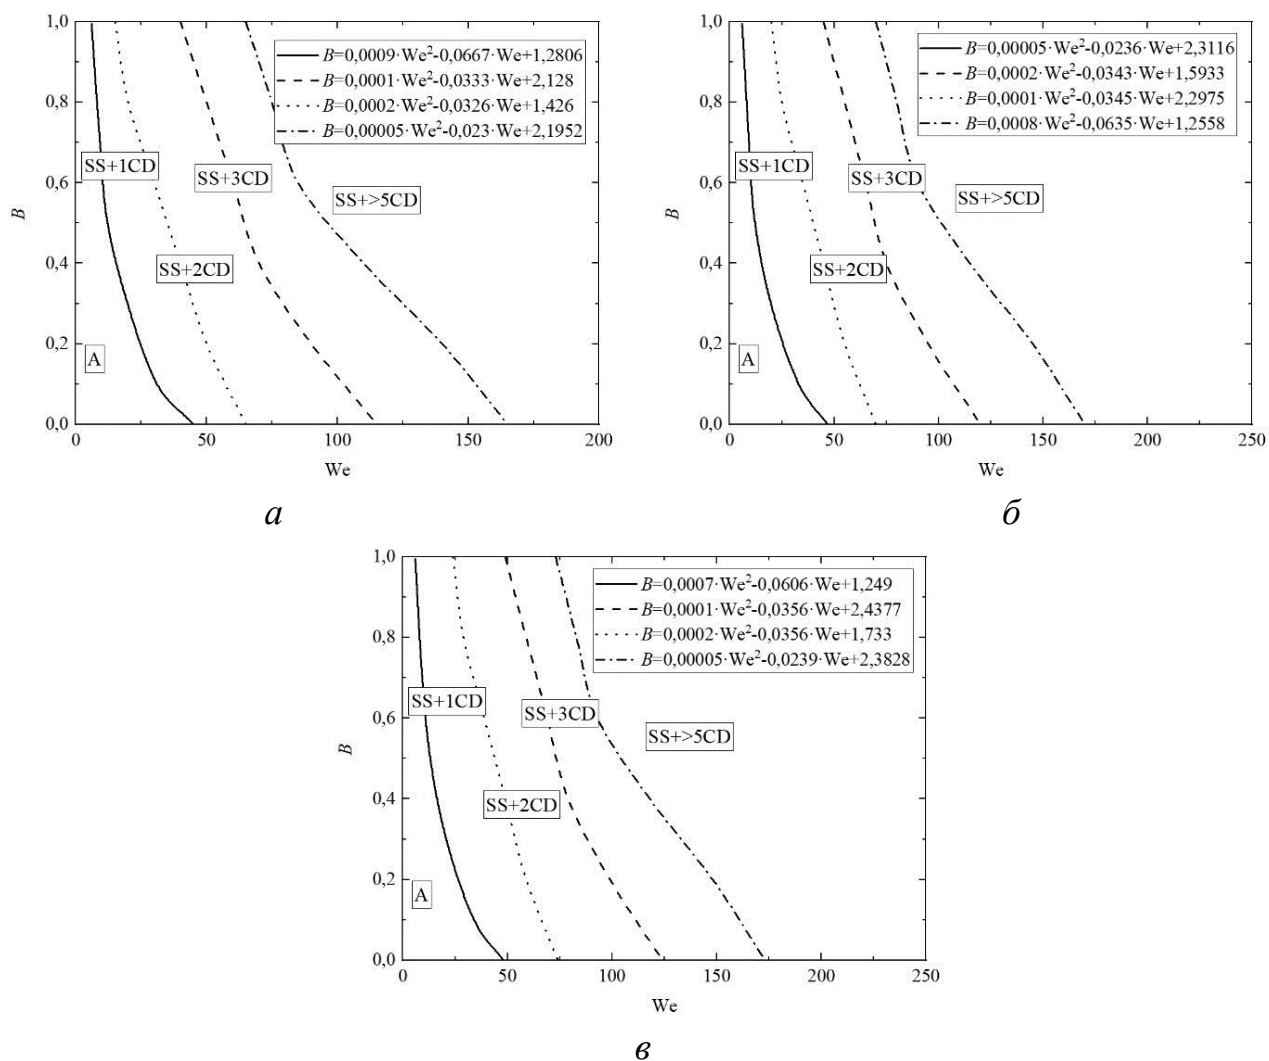 1,0
0,8
0,6
0,4
0,2
0,0
B
B=0,0009·We²-0,0667·We+1,2806
B=0,0001·We²-0,0333·We+2,128
B=0,0002·We²-0,0326·We+1,426
B=0,00005·We²-0,023·We+2,1952
SS+1CD
SS+3CD
SS+>5CD
SS+2CD
A
0 50 100 150 200
We
а
1,0
0,8
0,6
0,4
0,2
0,0
B
B=0,00005·We²-0,0236·We+2,3116
B=0,0002·We²-0,0343·We+1,5933
B=0,0001·We²-0,0345·We+2,2975
B=0,0008·We²-0,0635·We+1,2558
SS+1CD
SS+3CD
SS+>5CD
SS+2CD
A
0 50 100 150 200 250
We
б
1,0
0,8
0,6
0,4
0,2
0,0
B
B=0,0007·We²-0,0606·We+1,249
B=0,0001·We²-0,0356·We+2,4377
B=0,0002·We²-0,0356·We+1,733
B=0,00005·We²-0,0239·We+2,3828
SS+1CD
SS+3CD
SS+>5CD
SS+2CD
A
0 50 100 150 200 250
We
в